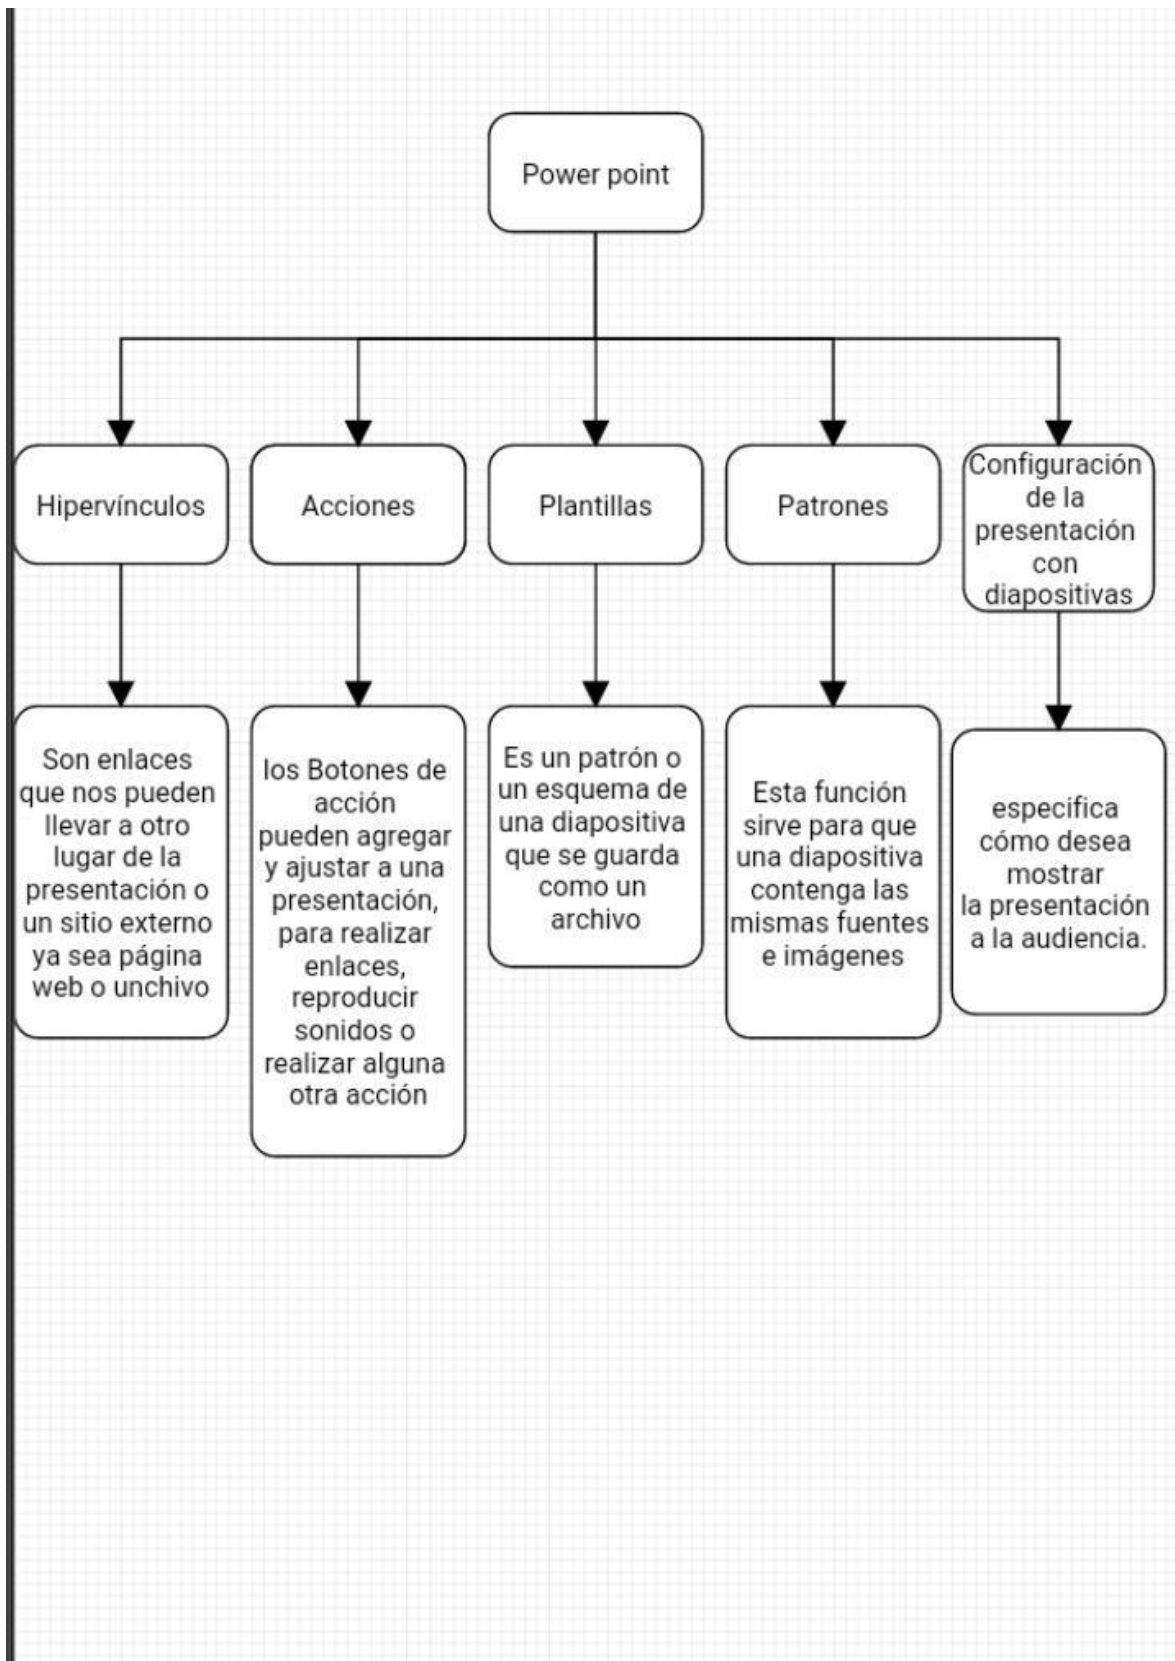 Power point
Hipervínculos
Acciones
Plantillas
Patrones
Configuración
de la
presentación
con
diapositivas
Son enlaces
que nos pueden
llevar a otro
lugar de la
presentación o
un sitio externo
ya sea página
web o unchivo
los Botones de
acción
pueden agregar
y ajustar a una
presentación,
para realizar
enlaces,
reproducir
sonidos o
realizar alguna
otra acción
Es un patrón o
un esquema de
una diapositiva
que se guarda
como un
archivo
Esta función
sirve para que
una diapositiva
contenga las
mismas fuentes
e imágenes
especifica
cómo desea
mostrar
la presentación
a la audiencia.